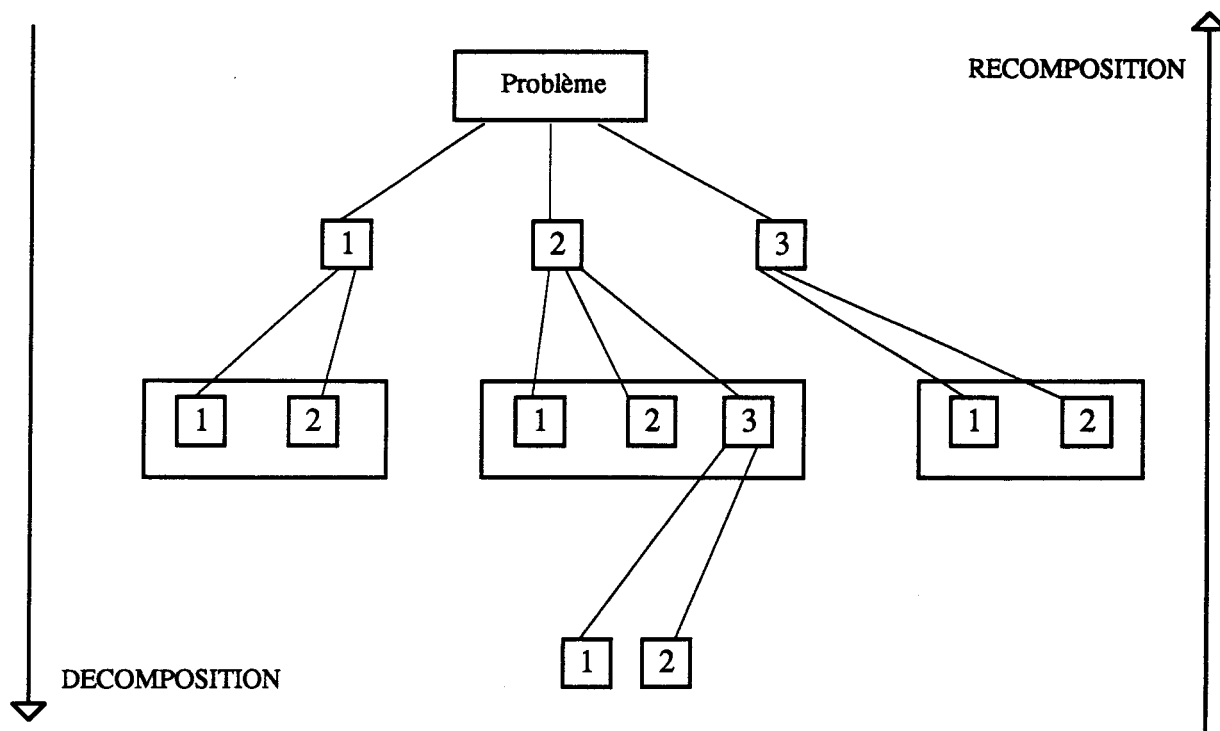 Problème
RECOMPOSITION
1 2 3
1 2 1 2 3 1 2
1 2
DECOMPOSITION